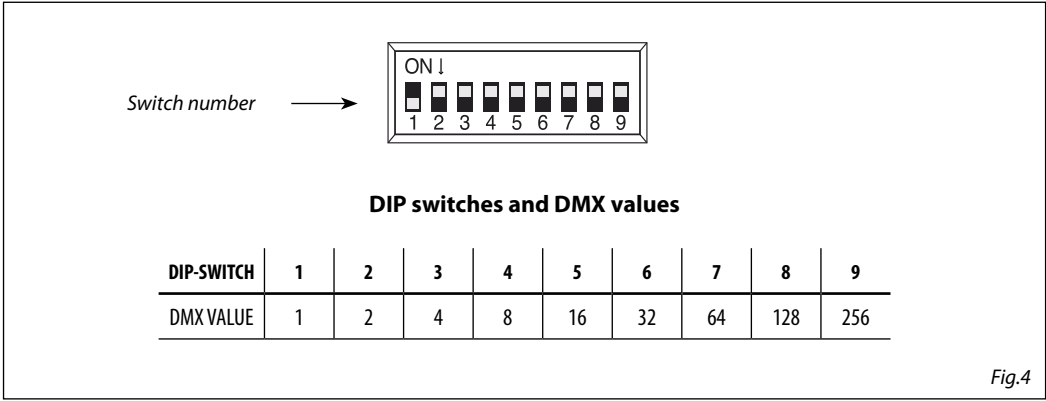 ON ↓
Switch number
1 2 3 4 5 6 7 8 9
DIP switches and DMX values
DIP-SWITCH 1 2 3 4 5 6 7 8 9
DMX VALUE 1 2 4 8 16 32 64 128 256
Fig.4